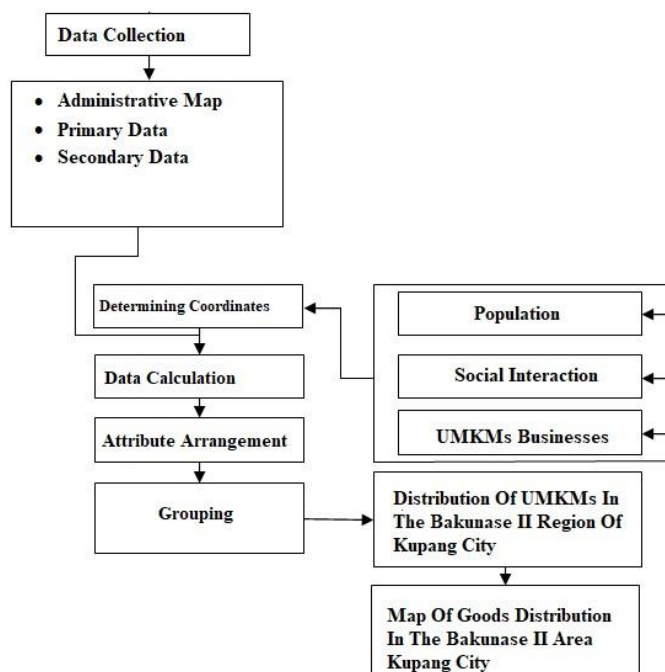 Data Collection
• Administrative Map
• Primary Data
• Secondary Data
Determining Coordinates
Population
Social Interaction
UMKMs Businesses
Data Calculation
Attribute Arrangement
Grouping
Distribution Of UMKMs In
The Bakunase II Region Of
Kupang City
Map Of Goods Distribution
In The Bakunase II Area
Kupang City